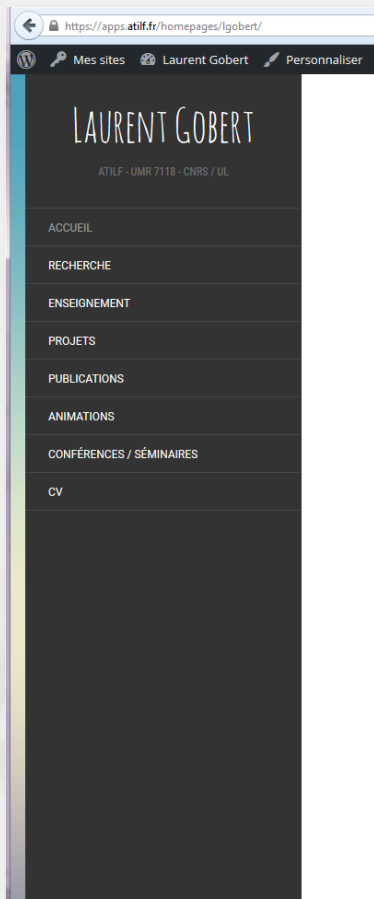 https://apps.atilf.fr/homepages/lgobert/
Mes sites Laurent Gobert Personnaliser
LAURENT GOBERT
ATILF - UMR 7118 - CNRS / UL
ACCUEIL
RECHERCHE
ENSEIGNEMENT
PROJETS
PUBLICATIONS
ANIMATIONS
CONFÉRENCES / SÉMINAIRES
CV